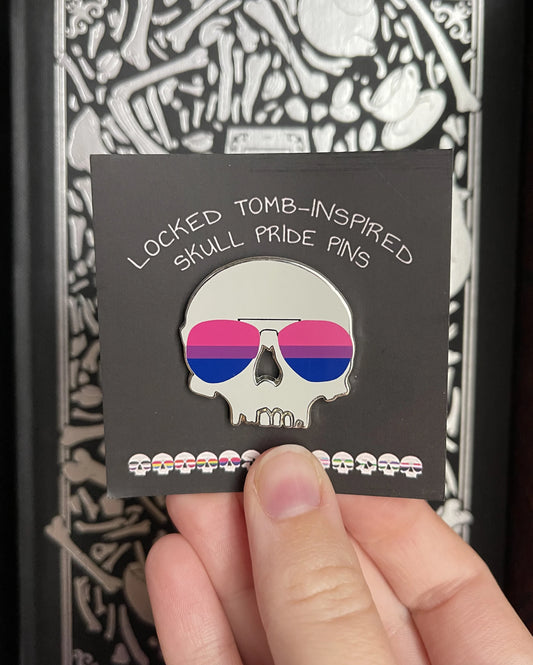 LOCKED TOMB-INSPIRED
SKULL PRIDE PINS